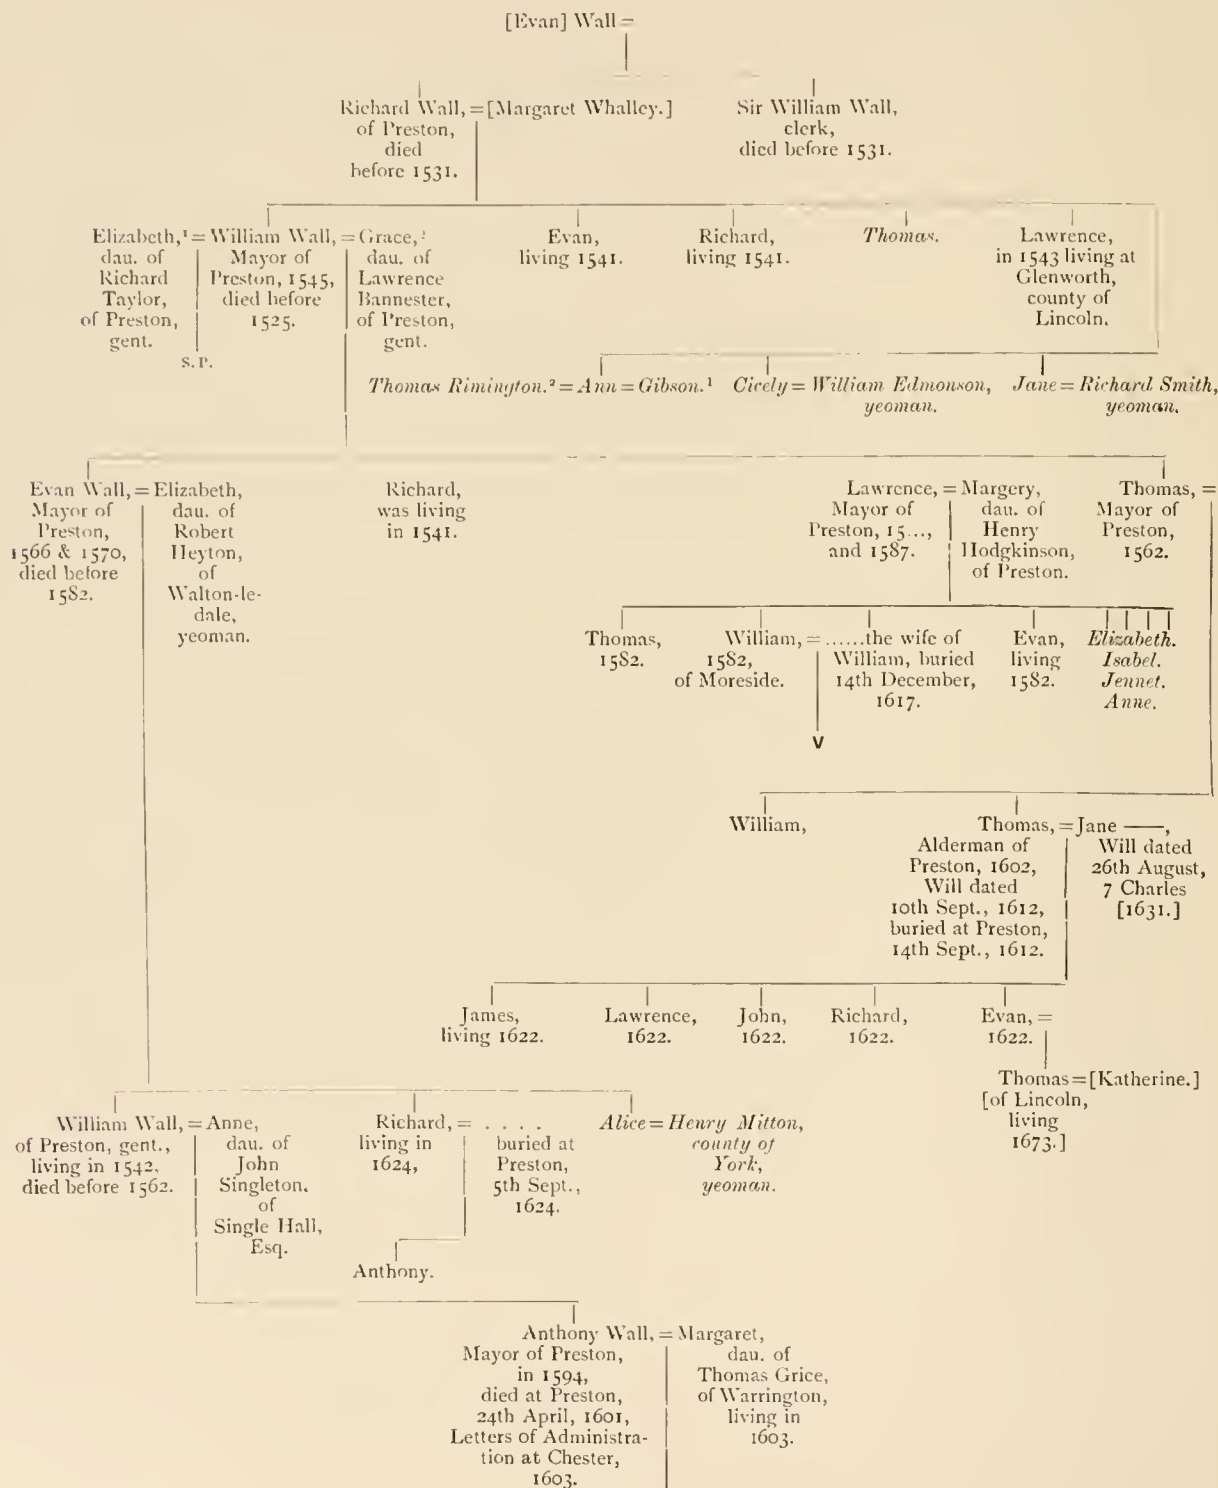 [Evan] Wall =
Richard Wall, = [Margaret Whalley.]
of Preston,
died
before 1531.
Sir William Wall,
clerk,
died before 1531.
Elizabeth,¹ = William Wall, = Grace,²
dau. of
Richard
Taylor,
of Preston,
gent.
Mayor of
Preston, 1545,
died before
1525.
dau. of
Lawrence
Bannester,
of Preston,
gent.
S.P.
Evan,
living 1541.
Richard,
living 1541.
Thomas.
Lawrence,
in 1543 living at
Glenworth,
county of
Lincoln.
Thomas Rimington.² = Ann = Gibson.¹
Cicely = William Edmonson,
yeoman.
Jane = Richard Smith,
yeoman.
Evan Wall, = Elizabeth,
Mayor of
Preston,
1566 & 1570,
died before
1582.
dau. of
Robert
Heyton,
of
Walton-le-
dale,
yeoman.
Richard,
was living
in 1541.
Lawrence, = Margery,
Mayor of
Preston, 15...,
and 1587.
dau. of
Henry
Hodgkinson,
of Preston.
Thomas, =
Mayor of
Preston,
1562.
Thomas,
1582.
William, = ......the wife of
1582,
of Moreside.
William, buried
14th December,
1617.
Evan,
living
1582.
Elizabeth.
Isabel.
Jennet.
Anne.
V
William,
Thomas, = Jane ——,
Alderman of
Preston, 1602,
Will dated
10th Sept., 1612,
buried at Preston,
14th Sept., 1612.
Will dated
26th August,
7 Charles
[1631.]
James,
living 1622.
Lawrence,
1622.
John,
1622.
Richard,
1622.
Evan, =
1622.
Thomas = [Katherine.]
[of Lincoln,
living
1673.]
William Wall, = Anne,
of Preston, gent.,
living in 1542,
died before 1562.
dau. of
John
Singleton,
of
Single Hall,
Esq.
Richard, = . . . .
living in
1624,
buried at
Preston,
5th Sept.,
1624.
Alice = Henry Mitton,
county of
York,
yeoman.
Anthony.
Anthony Wall, = Margaret,
Mayor of Preston,
in 1594,
died at Preston,
24th April, 1601,
Letters of Administra-
tion at Chester,
1603.
dau. of
Thomas Grice,
of Warrington,
living in
1603.